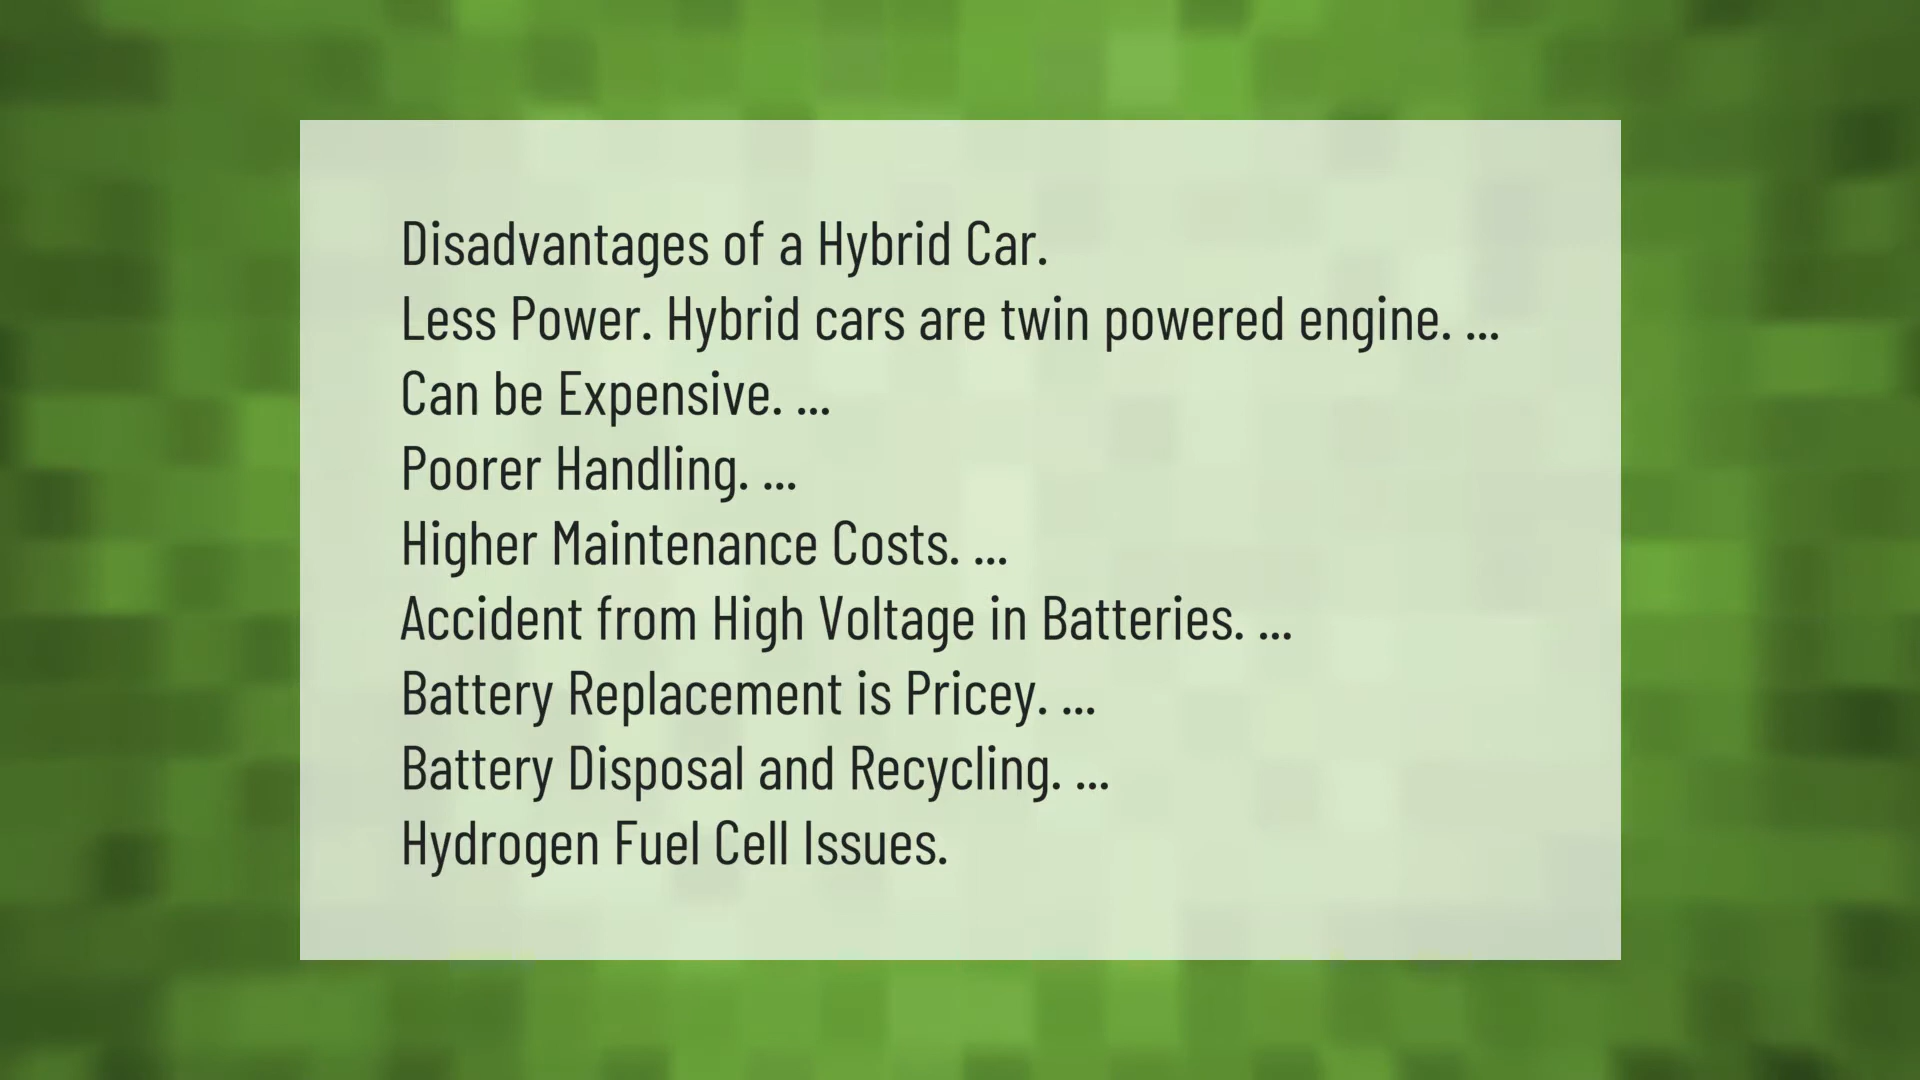 Disadvantages of a Hybrid Car.
Less Power. Hybrid cars are twin powered engine. ...
Can be Expensive. ...
Poorer Handling. ...
Higher Maintenance Costs. ...
Accident from High Voltage in Batteries. ...
Battery Replacement is Pricey. ...
Battery Disposal and Recycling. ...
Hydrogen Fuel Cell Issues.